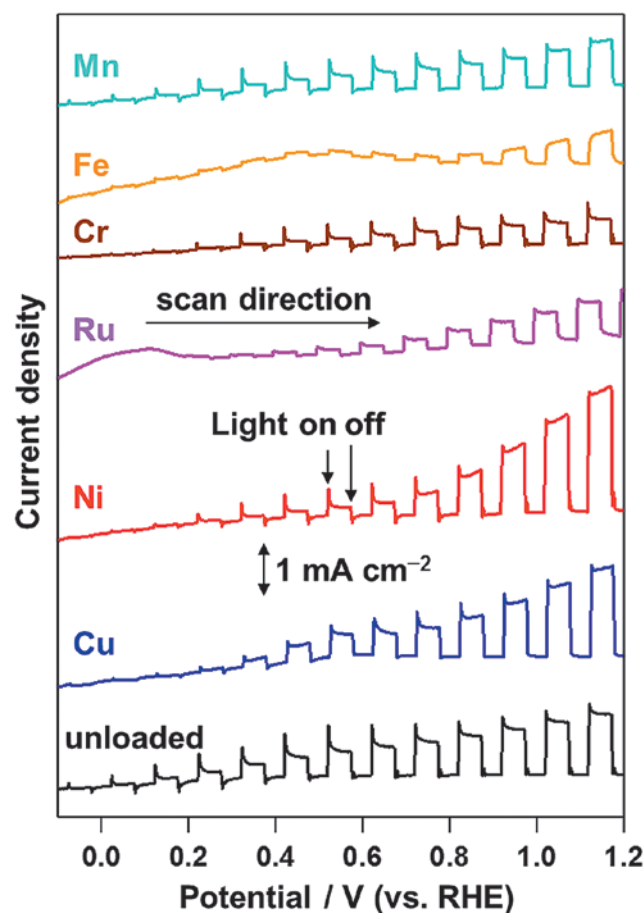 Mn
Fe
Cr
scan direction
Ru
Light on off
Ni
1 mA cm⁻²
Cu
unloaded
Current density
0.0 0.2 0.4 0.6 0.8 1.0 1.2
Potential / V (vs. RHE)